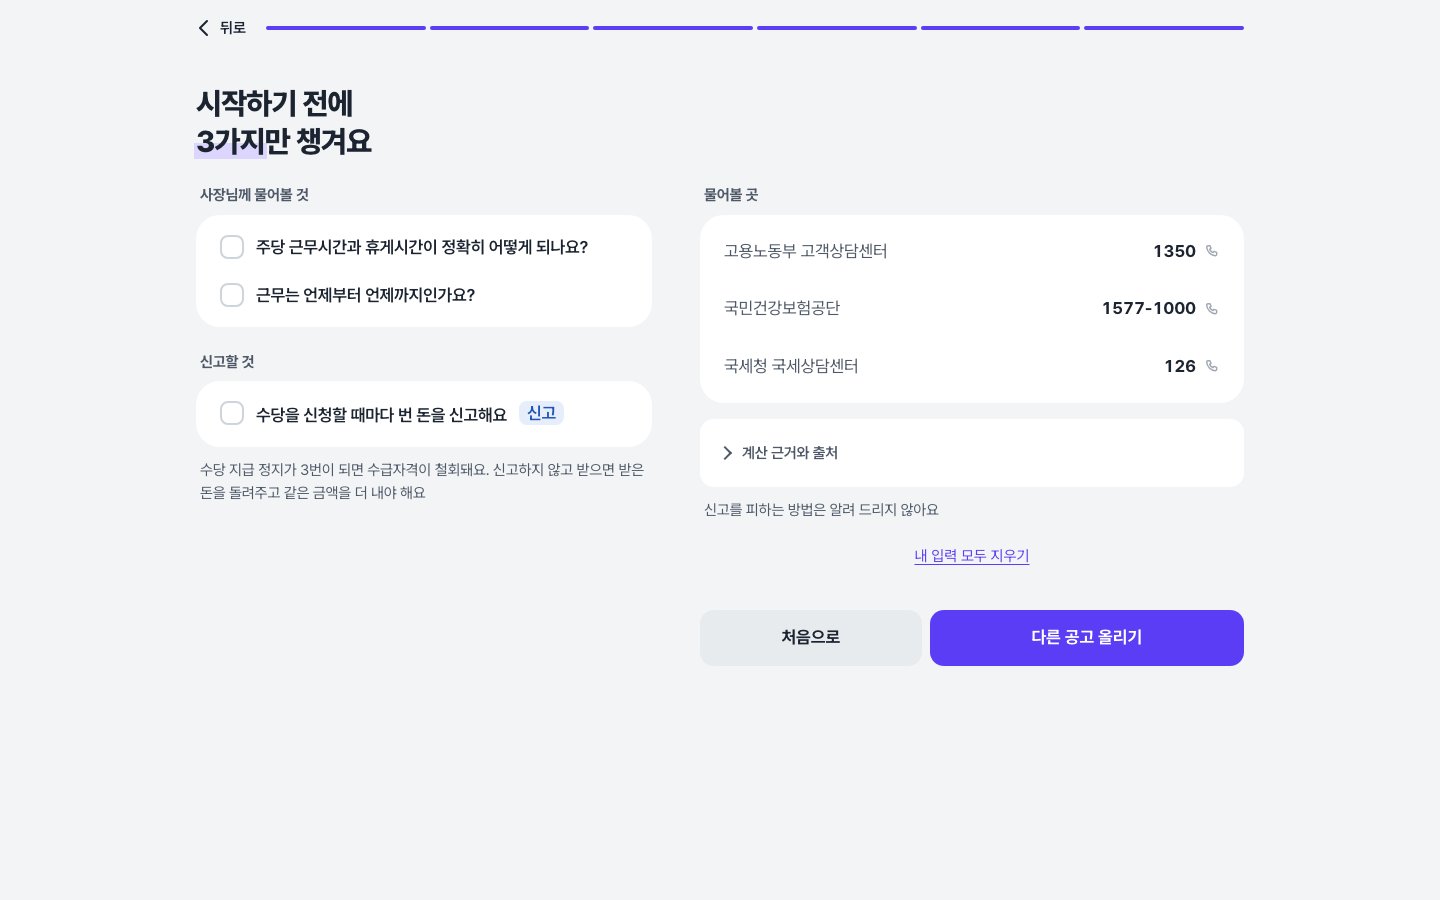 뒤로
시작하기 전에
3가지만 챙겨요
사장님께 물어볼 것
주당 근무시간과 휴게시간이 정확히 어떻게 되나요?
근무는 언제부터 언제까지인가요?
신고할 것
수당을 신청할 때마다 번 돈을 신고해요 신고
수당 지급 정지가 3번이 되면 수급자격이 철회돼요. 신고하지 않고 받으면 받은
돈을 돌려주고 같은 금액을 더 내야 해요
물어볼 곳
고용노동부 고객상담센터 1350
국민건강보험공단 1577-1000
국세청 국세상담센터 126
계산 근거와 출처
신고를 피하는 방법은 알려 드리지 않아요
내 입력 모두 지우기
처음으로
다른 공고 올리기